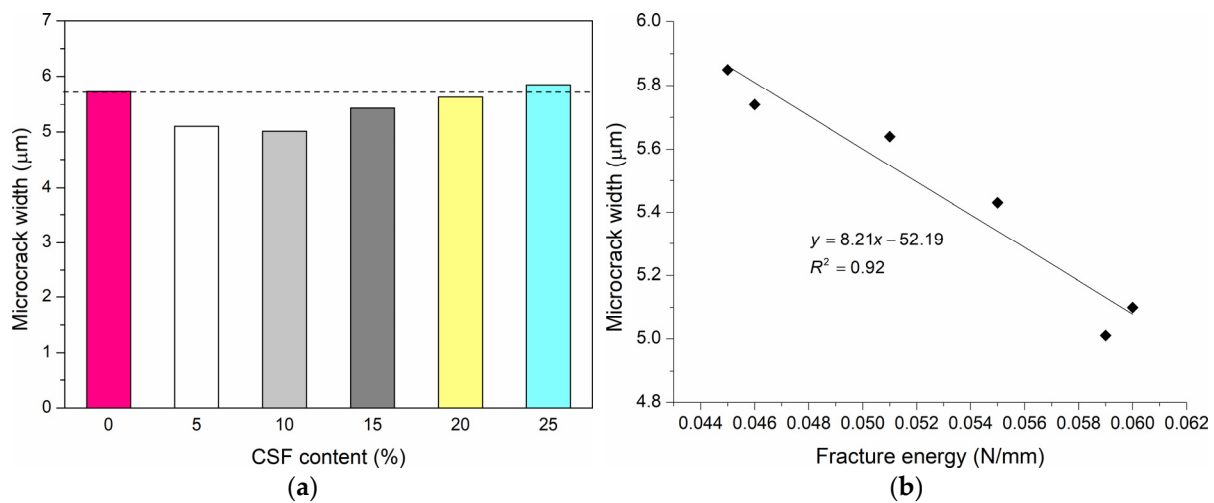 7
6
5
4
3
2
1
0
Microcrack width (μm)
0 5 10 15 20 25
CSF content (%)
(a)
6.0
5.8
5.6
5.4
5.2
5.0
4.8
Microcrack width (μm)
y = 8.21x − 52.19
R² = 0.92
0.044 0.046 0.048 0.050 0.052 0.054 0.056 0.058 0.060 0.062
Fracture energy (N/mm)
(b)